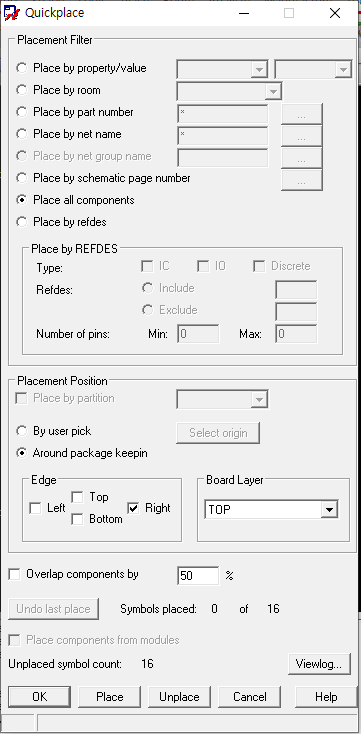 Quickplace
Placement Filter
Place by property/value
Place by room
Place by part number * ...
Place by net name * ...
Place by net group name
Place by schematic page number ...
Place all components
Place by refdes
Place by REFDES
Type: IC IO Discrete
Refdes: Include
Exclude
Number of pins: Min: 0 Max: 0
Placement Position
Place by partition
By user pick Select origin
Around package keepin
Edge Board Layer
Left Top Right TOP
Bottom
Overlap components by 50 %
Undo last place Symbols placed: 0 of 16
Place components from modules
Unplaced symbol count: 16 Viewlog...
OK Place Unplace Cancel Help